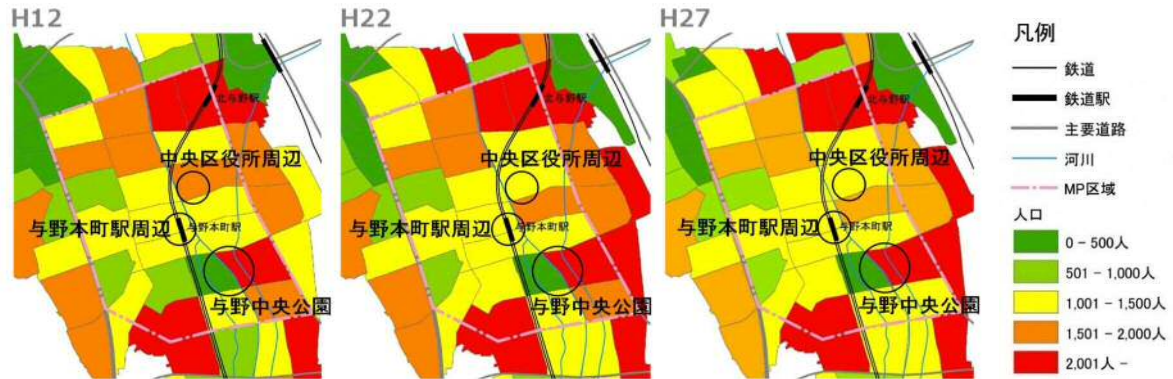 H12
北与野駅
中央区役所周辺
与野本町駅周辺
与野本町駅
与野中央公園
H22
北与野駅
中央区役所周辺
与野本町駅周辺
与野本町駅
与野中央公園
H27
北与野駅
中央区役所周辺
与野本町駅周辺
与野本町駅
与野中央公園
凡例
鉄道
鉄道駅
主要道路
河川
MP区域
人口
0 - 500人
501 - 1,000人
1,001 - 1,500人
1,501 - 2,000人
2,001人 -